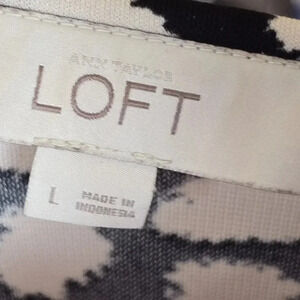 ANN TAYLOR
LOFT
L
MADE IN
INDONESIA